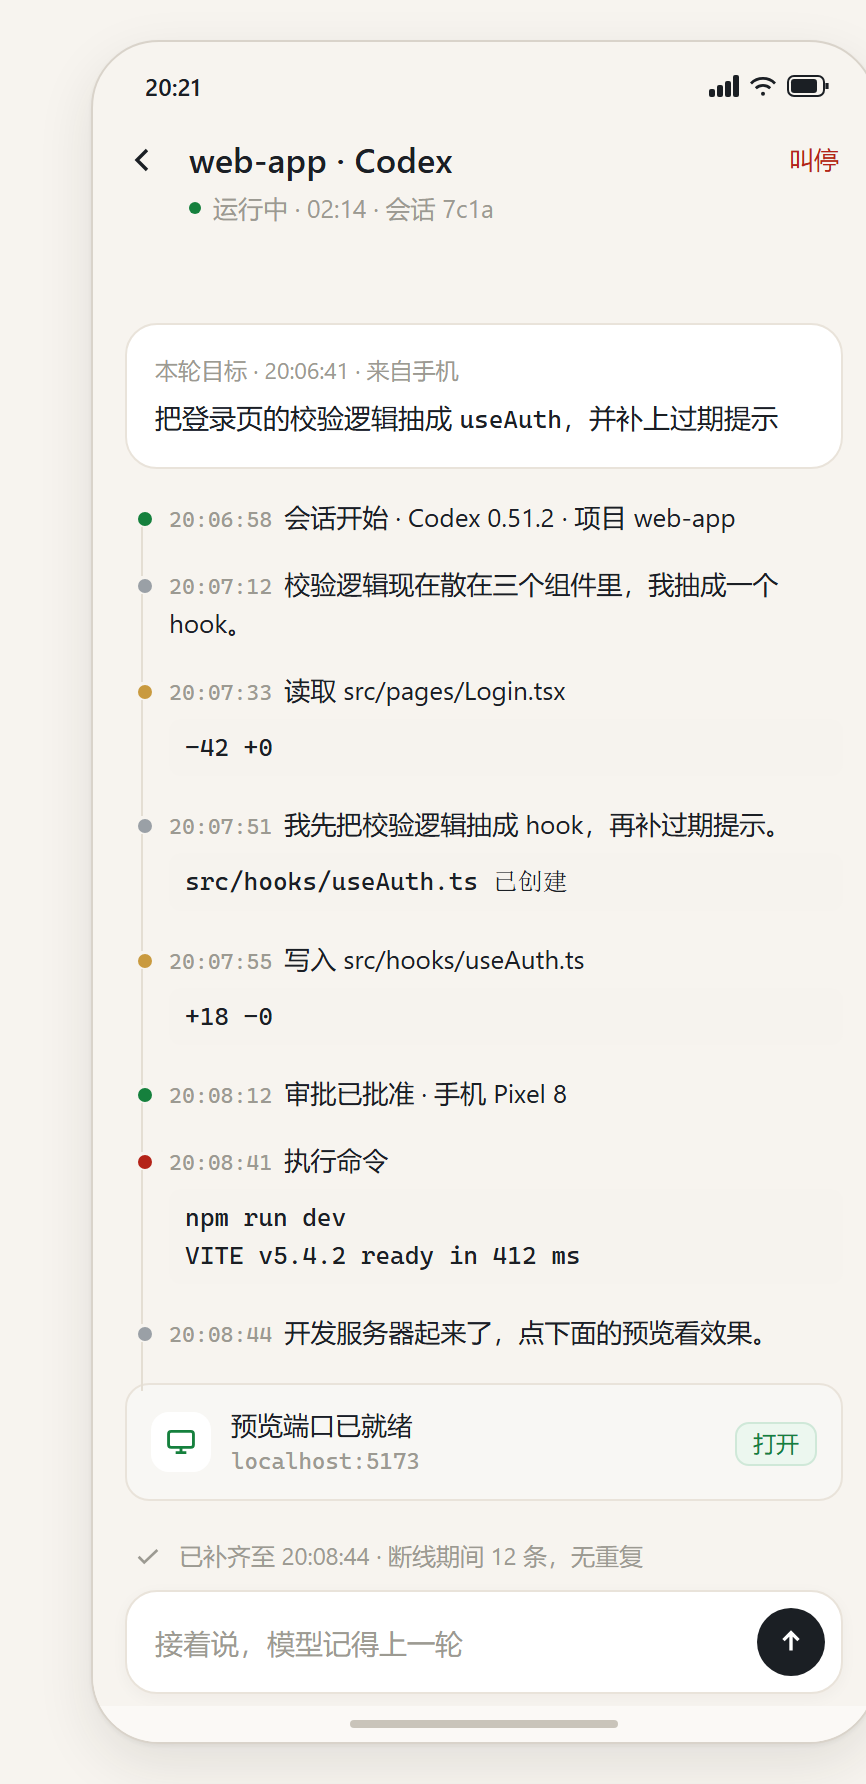 20:21
web-app · Codex
叫停
运行中 · 02:14 · 会话 7c1a
本轮目标 · 20:06:41 · 来自手机
把登录页的校验逻辑抽成 useAuth，并补上过期提示
20:06:58 会话开始 · Codex 0.51.2 · 项目 web-app
20:07:12 校验逻辑现在散在三个组件里，我抽成一个
hook。
20:07:33 读取 src/pages/Login.tsx
−42 +0
20:07:51 我先把校验逻辑抽成 hook，再补过期提示。
src/hooks/useAuth.ts 已创建
20:07:55 写入 src/hooks/useAuth.ts
+18 −0
20:08:12 审批已批准 · 手机 Pixel 8
20:08:41 执行命令
npm run dev
VITE v5.4.2 ready in 412 ms
20:08:44 开发服务器起来了，点下面的预览看效果。
预览端口已就绪
localhost:5173
打开
已补齐至 20:08:44 · 断线期间 12 条，无重复
接着说，模型记得上一轮